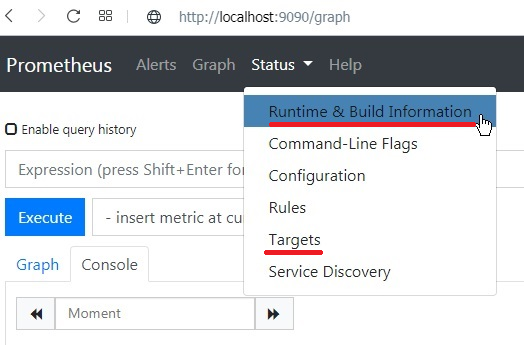 http://localhost:9090/graph
Prometheus Alerts Graph Status Help
Runtime & Build Information
Command-Line Flags
Configuration
Rules
Targets
Service Discovery
Enable query history
Expression (press Shift+Enter for
Execute - insert metric at cu
Graph Console
Moment